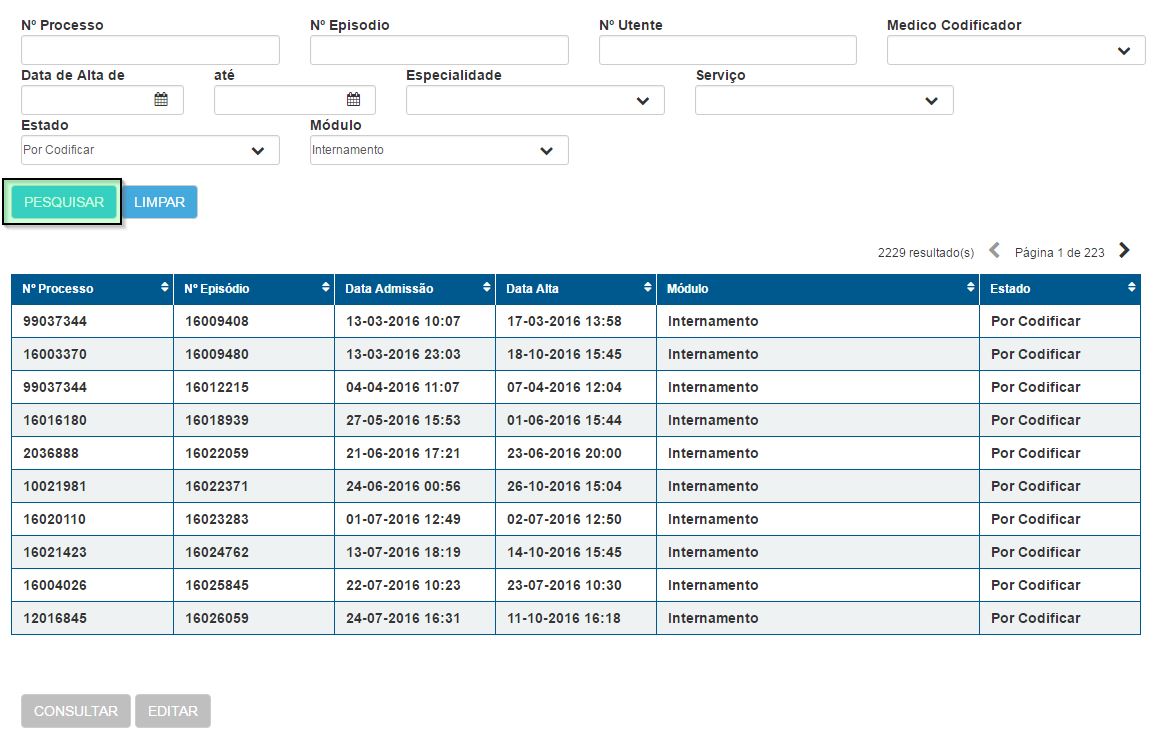 Nº Processo Nº Episodio Nº Utente Medico Codificador
Data de Alta de até Especialidade Serviço
Estado Módulo
Por Codificar Internamento
PESQUISAR LIMPAR
2229 resultado(s) Página 1 de 223
Nº Processo Nº Episódio Data Admissão Data Alta Módulo Estado
99037344 16009408 13-03-2016 10:07 17-03-2016 13:58 Internamento Por Codificar
16003370 16009480 13-03-2016 23:03 18-10-2016 15:45 Internamento Por Codificar
99037344 16012215 04-04-2016 11:07 07-04-2016 12:04 Internamento Por Codificar
16016180 16018939 27-05-2016 15:53 01-06-2016 15:44 Internamento Por Codificar
2036888 16022059 21-06-2016 17:21 23-06-2016 20:00 Internamento Por Codificar
10021981 16022371 24-06-2016 00:56 26-10-2016 15:04 Internamento Por Codificar
16020110 16023283 01-07-2016 12:49 02-07-2016 12:50 Internamento Por Codificar
16021423 16024762 13-07-2016 18:19 14-10-2016 15:45 Internamento Por Codificar
16004026 16025845 22-07-2016 10:23 23-07-2016 10:30 Internamento Por Codificar
12016845 16026059 24-07-2016 16:31 11-10-2016 16:18 Internamento Por Codificar
CONSULTAR EDITAR